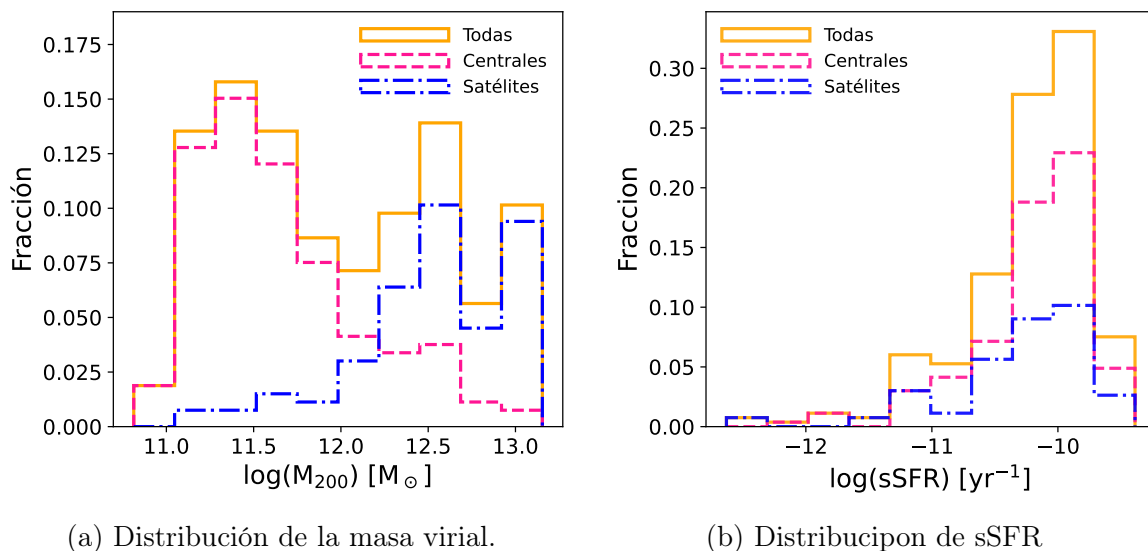 Todas
Centrales
Satélites
0.175
0.150
0.125
0.100
0.075
0.050
0.025
0.000
Fracción
11.0 11.5 12.0 12.5 13.0
log(M₂₀₀) [M☉]
(a) Distribución de la masa virial.
Todas
Centrales
Satélites
0.30
0.25
0.20
0.15
0.10
0.05
0.00
Fraccion
−12 −11 −10
log(sSFR) [yr⁻¹]
(b) Distribucipon de sSFR